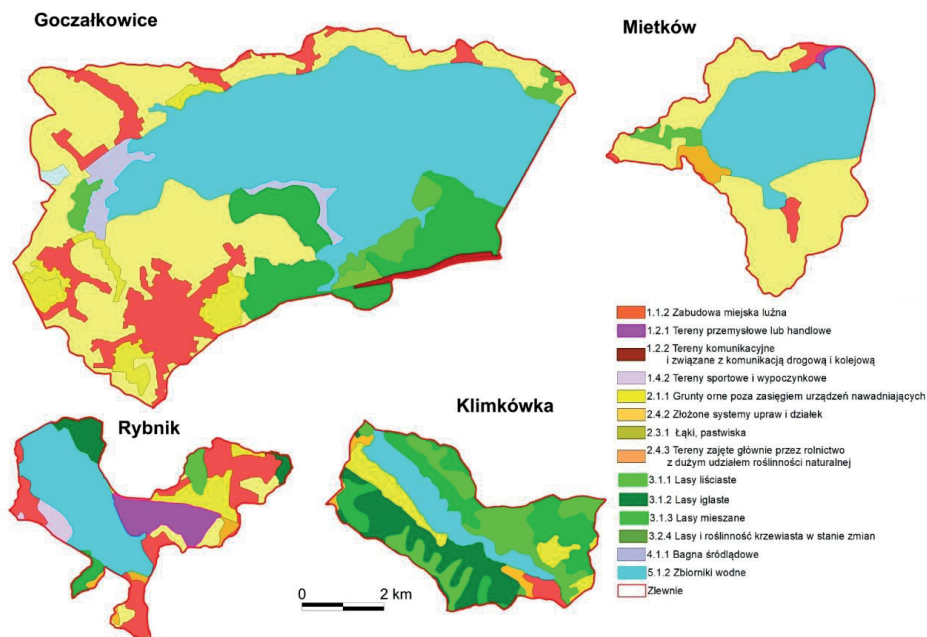 Goczałkowice
Mietków
1.1.2 Zabudowa miejska luźna
1.2.1 Tereny przemysłowe lub handlowe
1.2.2 Tereny komunikacyjne
i związane z komunikacją drogową i kolejową
1.4.2 Tereny sportowe i wypoczynkowe
2.1.1 Grunty orne poza zasięgiem urządzeń nawadniających
2.4.2 Złożone systemy upraw i działek
2.3.1 Łąki, pastwiska
2.4.3 Tereny zajęte głównie przez rolnictwo
z dużym udziałem roślinności naturalnej
3.1.1 Lasy liściaste
3.1.2 Lasy iglaste
3.1.3 Lasy mieszane
3.2.4 Lasy i roślinność krzewiasta w stanie zmian
4.1.1 Bagna śródlądowe
5.1.2 Zbiorniki wodne
Zlewnie
Rybnik
Klimkówka
0 2 km